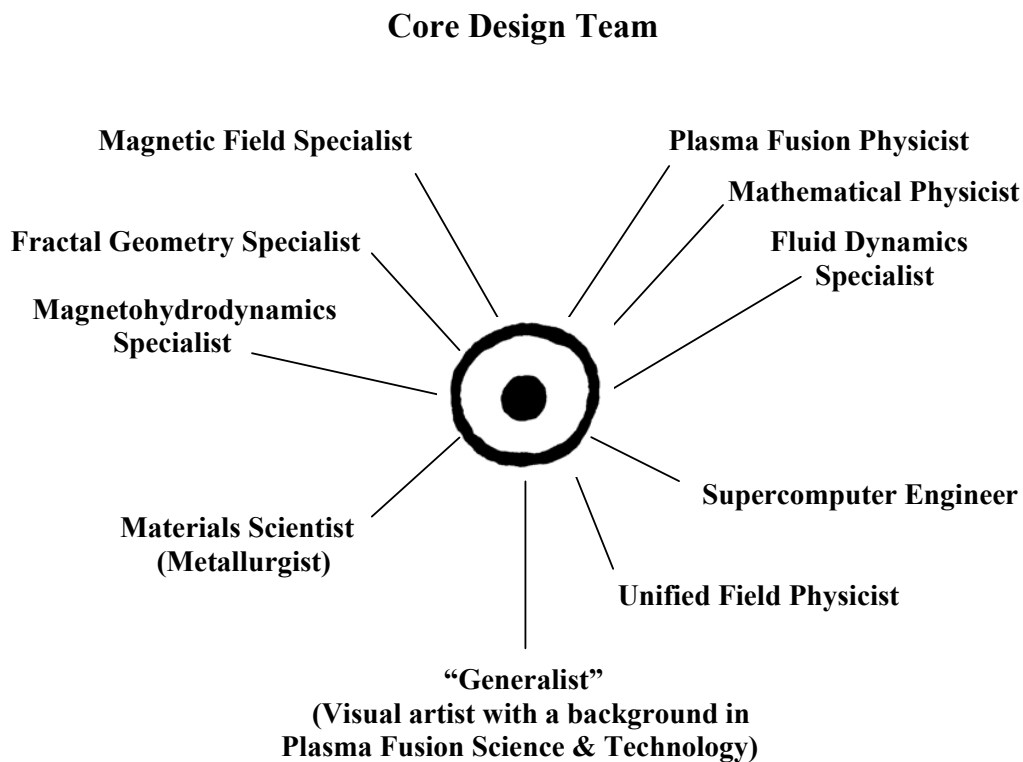 Core Design Team
Magnetic Field Specialist
Plasma Fusion Physicist
Mathematical Physicist
Fractal Geometry Specialist
Fluid Dynamics
Specialist
Magnetohydrodynamics
Specialist
Supercomputer Engineer
Materials Scientist
(Metallurgist)
Unified Field Physicist
“Generalist”
(Visual artist with a background in
Plasma Fusion Science & Technology)